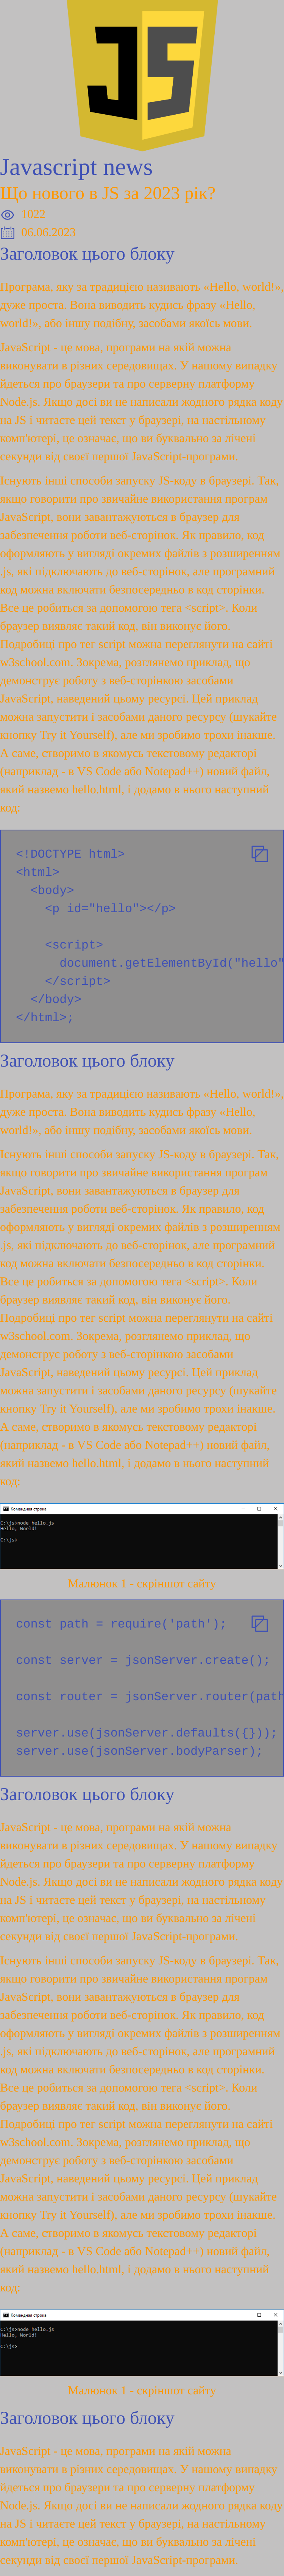 JS
Javascript news
Що нового в JS за 2023 рік?
1022
06.06.2023
Заголовок цього блоку
Програма, яку за традицією називають «Hello, world!»,
дуже проста. Вона виводить кудись фразу «Hello,
world!», або іншу подібну, засобами якоїсь мови.
JavaScript - це мова, програми на якій можна
виконувати в різних середовищах. У нашому випадку
йдеться про браузери та про серверну платформу
Node.js. Якщо досі ви не написали жодного рядка коду
на JS і читаєте цей текст у браузері, на настільному
комп'ютері, це означає, що ви буквально за лічені
секунди від своєї першої JavaScript-програми.
Існують інші способи запуску JS-коду в браузері. Так,
якщо говорити про звичайне використання програм
JavaScript, вони завантажуються в браузер для
забезпечення роботи веб-сторінок. Як правило, код
оформляють у вигляді окремих файлів з розширенням
.js, які підключають до веб-сторінок, але програмний
код можна включати безпосередньо в код сторінки.
Все це робиться за допомогою тега <script>. Коли
браузер виявляє такий код, він виконує його.
Подробиці про тег script можна переглянути на сайті
w3school.com. Зокрема, розглянемо приклад, що
демонструє роботу з веб-сторінкою засобами
JavaScript, наведений цьому ресурсі. Цей приклад
можна запустити і засобами даного ресурсу (шукайте
кнопку Try it Yourself), але ми зробимо трохи інакше.
А саме, створимо в якомусь текстовому редакторі
(наприклад - в VS Code або Notepad++) новий файл,
який назвемо hello.html, і додамо в нього наступний
код:
<!DOCTYPE html>
<html>
<body>
<p id="hello"></p>
<script>
document.getElementById("hello"
</script>
</body>
</html>;
Заголовок цього блоку
Програма, яку за традицією називають «Hello, world!»,
дуже проста. Вона виводить кудись фразу «Hello,
world!», або іншу подібну, засобами якоїсь мови.
Існують інші способи запуску JS-коду в браузері. Так,
якщо говорити про звичайне використання програм
JavaScript, вони завантажуються в браузер для
забезпечення роботи веб-сторінок. Як правило, код
оформляють у вигляді окремих файлів з розширенням
.js, які підключають до веб-сторінок, але програмний
код можна включати безпосередньо в код сторінки.
Все це робиться за допомогою тега <script>. Коли
браузер виявляє такий код, він виконує його.
Подробиці про тег script можна переглянути на сайті
w3school.com. Зокрема, розглянемо приклад, що
демонструє роботу з веб-сторінкою засобами
JavaScript, наведений цьому ресурсі. Цей приклад
можна запустити і засобами даного ресурсу (шукайте
кнопку Try it Yourself), але ми зробимо трохи інакше.
А саме, створимо в якомусь текстовому редакторі
(наприклад - в VS Code або Notepad++) новий файл,
який назвемо hello.html, і додамо в нього наступний
код:
Командная строка
C:\js>node hello.js
Hello, World!
C:\js>
Малюнок 1 - скріншот сайту
const path = require('path');
const server = jsonServer.create();
const router = jsonServer.router(path
server.use(jsonServer.defaults({}));
server.use(jsonServer.bodyParser);
Заголовок цього блоку
JavaScript - це мова, програми на якій можна
виконувати в різних середовищах. У нашому випадку
йдеться про браузери та про серверну платформу
Node.js. Якщо досі ви не написали жодного рядка коду
на JS і читаєте цей текст у браузері, на настільному
комп'ютері, це означає, що ви буквально за лічені
секунди від своєї першої JavaScript-програми.
Існують інші способи запуску JS-коду в браузері. Так,
якщо говорити про звичайне використання програм
JavaScript, вони завантажуються в браузер для
забезпечення роботи веб-сторінок. Як правило, код
оформляють у вигляді окремих файлів з розширенням
.js, які підключають до веб-сторінок, але програмний
код можна включати безпосередньо в код сторінки.
Все це робиться за допомогою тега <script>. Коли
браузер виявляє такий код, він виконує його.
Подробиці про тег script можна переглянути на сайті
w3school.com. Зокрема, розглянемо приклад, що
демонструє роботу з веб-сторінкою засобами
JavaScript, наведений цьому ресурсі. Цей приклад
можна запустити і засобами даного ресурсу (шукайте
кнопку Try it Yourself), але ми зробимо трохи інакше.
А саме, створимо в якомусь текстовому редакторі
(наприклад - в VS Code або Notepad++) новий файл,
який назвемо hello.html, і додамо в нього наступний
код:
Командная строка
C:\js>node hello.js
Hello, World!
C:\js>
Малюнок 1 - скріншот сайту
Заголовок цього блоку
JavaScript - це мова, програми на якій можна
виконувати в різних середовищах. У нашому випадку
йдеться про браузери та про серверну платформу
Node.js. Якщо досі ви не написали жодного рядка коду
на JS і читаєте цей текст у браузері, на настільному
комп'ютері, це означає, що ви буквально за лічені
секунди від своєї першої JavaScript-програми.